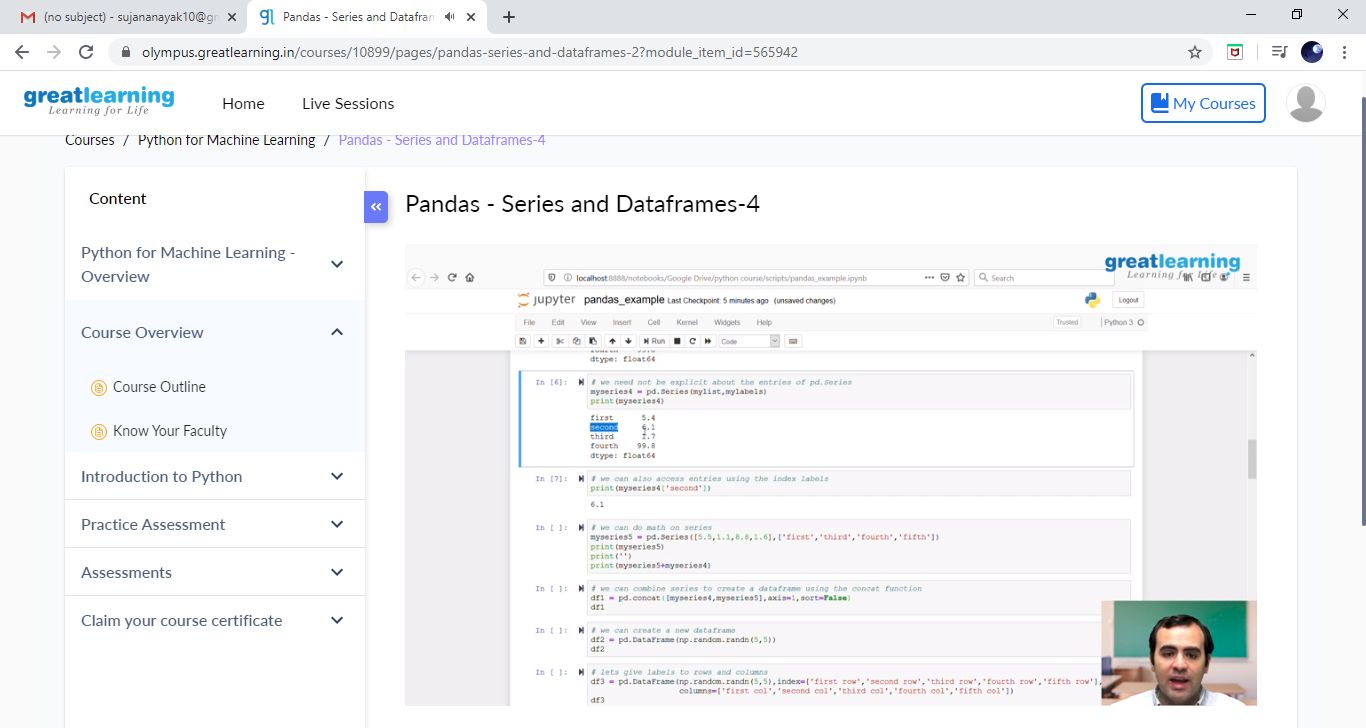 (no subject) - sujananayak10@gr
Pandas - Series and Datafran
olympus.greatlearning.in/courses/10899/pages/pandas-series-and-dataframes-2?module_item_id=565942
greatlearning
Learning for Life
Home
Live Sessions
My Courses
Courses / Python for Machine Learning / Pandas - Series and Dataframes-4
Content
Python for Machine Learning -
Overview
Course Overview
Course Outline
Know Your Faculty
Introduction to Python
Practice Assessment
Assessments
Claim your course certificate
Pandas - Series and Dataframes-4
greatlearning
Learning for Life
localhost:8888/notebooks/Google Drive/python course/scripts/pandas_example.ipynb
Search
jupyter pandas_example Last Checkpoint: 5 minutes ago (unsaved changes)
Logout
File Edit View Insert Cell Kernel Widgets Help
Trusted
Python 3
Run
Code
dtype: float64
In [6]: # we need not be explicit about the entries of pd.Series
myseries4 = pd.Series(mylist,mylabels)
print(myseries4)
first 5.4
second 6.1
third 1.7
fourth 99.8
dtype: float64
In [7]: # we can also access entries using the index labels
print(myseries4['second'])
6.1
In [ ]: # we can do math on series
myseries5 = pd.Series([5.5,1.1,8.8,1.6],['first','third','fourth','fifth'])
print(myseries5)
print('')
print(myseries5+myseries4)
In [ ]: # we can combine series to create a dataframe using the concat function
df1 = pd.concat([myseries4,myseries5],axis=1,sort=False)
df1
In [ ]: # we can create a new dataframe
df2 = pd.DataFrame(np.random.randn(5,5))
df2
In [ ]: # lets give labels to rows and columns
df3 = pd.DataFrame(np.random.randn(5,5),index=['first row','second row','third row','fourth row','fifth row'],
columns=['first col','second col','third col','fourth col','fifth col'])
df3